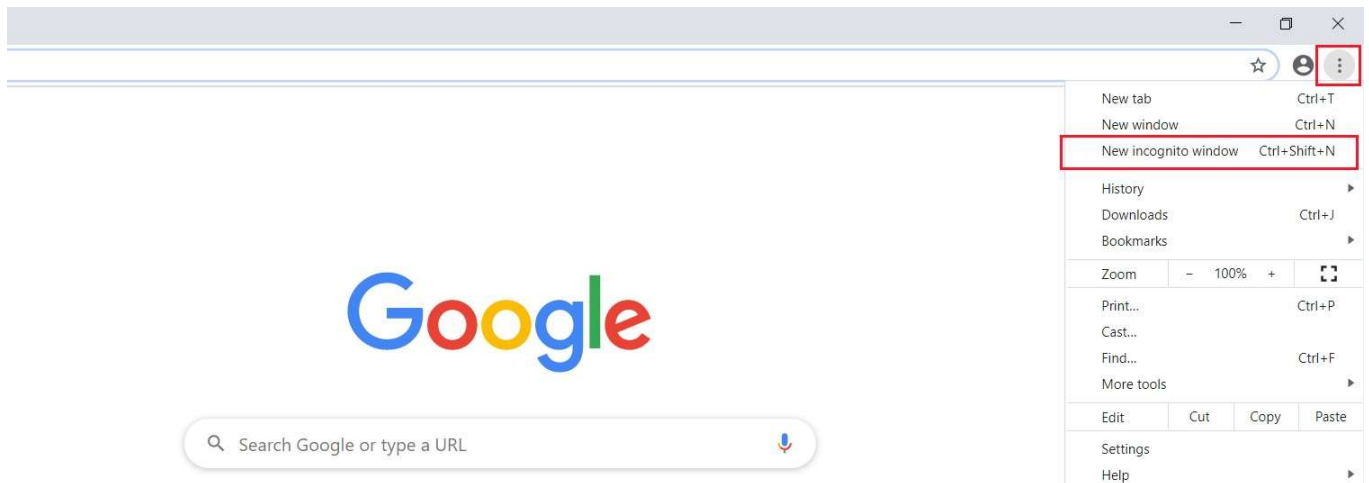 New tab Ctrl+T
New window Ctrl+N
New incognito window Ctrl+Shift+N
History
Downloads Ctrl+J
Bookmarks
Zoom - 100% +
Print... Ctrl+P
Cast...
Find... Ctrl+F
More tools
Edit Cut Copy Paste
Settings
Help
Google
Search Google or type a URL